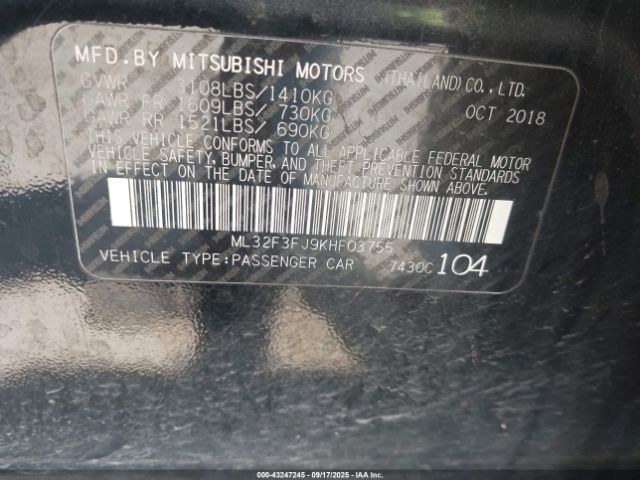 MFD.BY MITSUBISHI MOTORS (THAILAND)CO.,LTD.
GVWR 3108LBS/1410KG OCT 2018
GAWR FR 1609LBS/ 730KG
GAWR RR 1521LBS/ 690KG
THIS VEHICLE CONFORMS TO ALL APPLICABLE FEDERAL MOTOR
VEHICLE SAFETY, BUMPER, AND THEFT PREVENTION STANDARDS
IN EFFECT ON THE DATE OF MANUFACTURE SHOWN ABOVE.
ML32F3FJ9KHF03755
VEHICLE TYPE:PASSENGER CAR 7430C 104
000-43247245 - 09/17/2025 - IAAI.COM